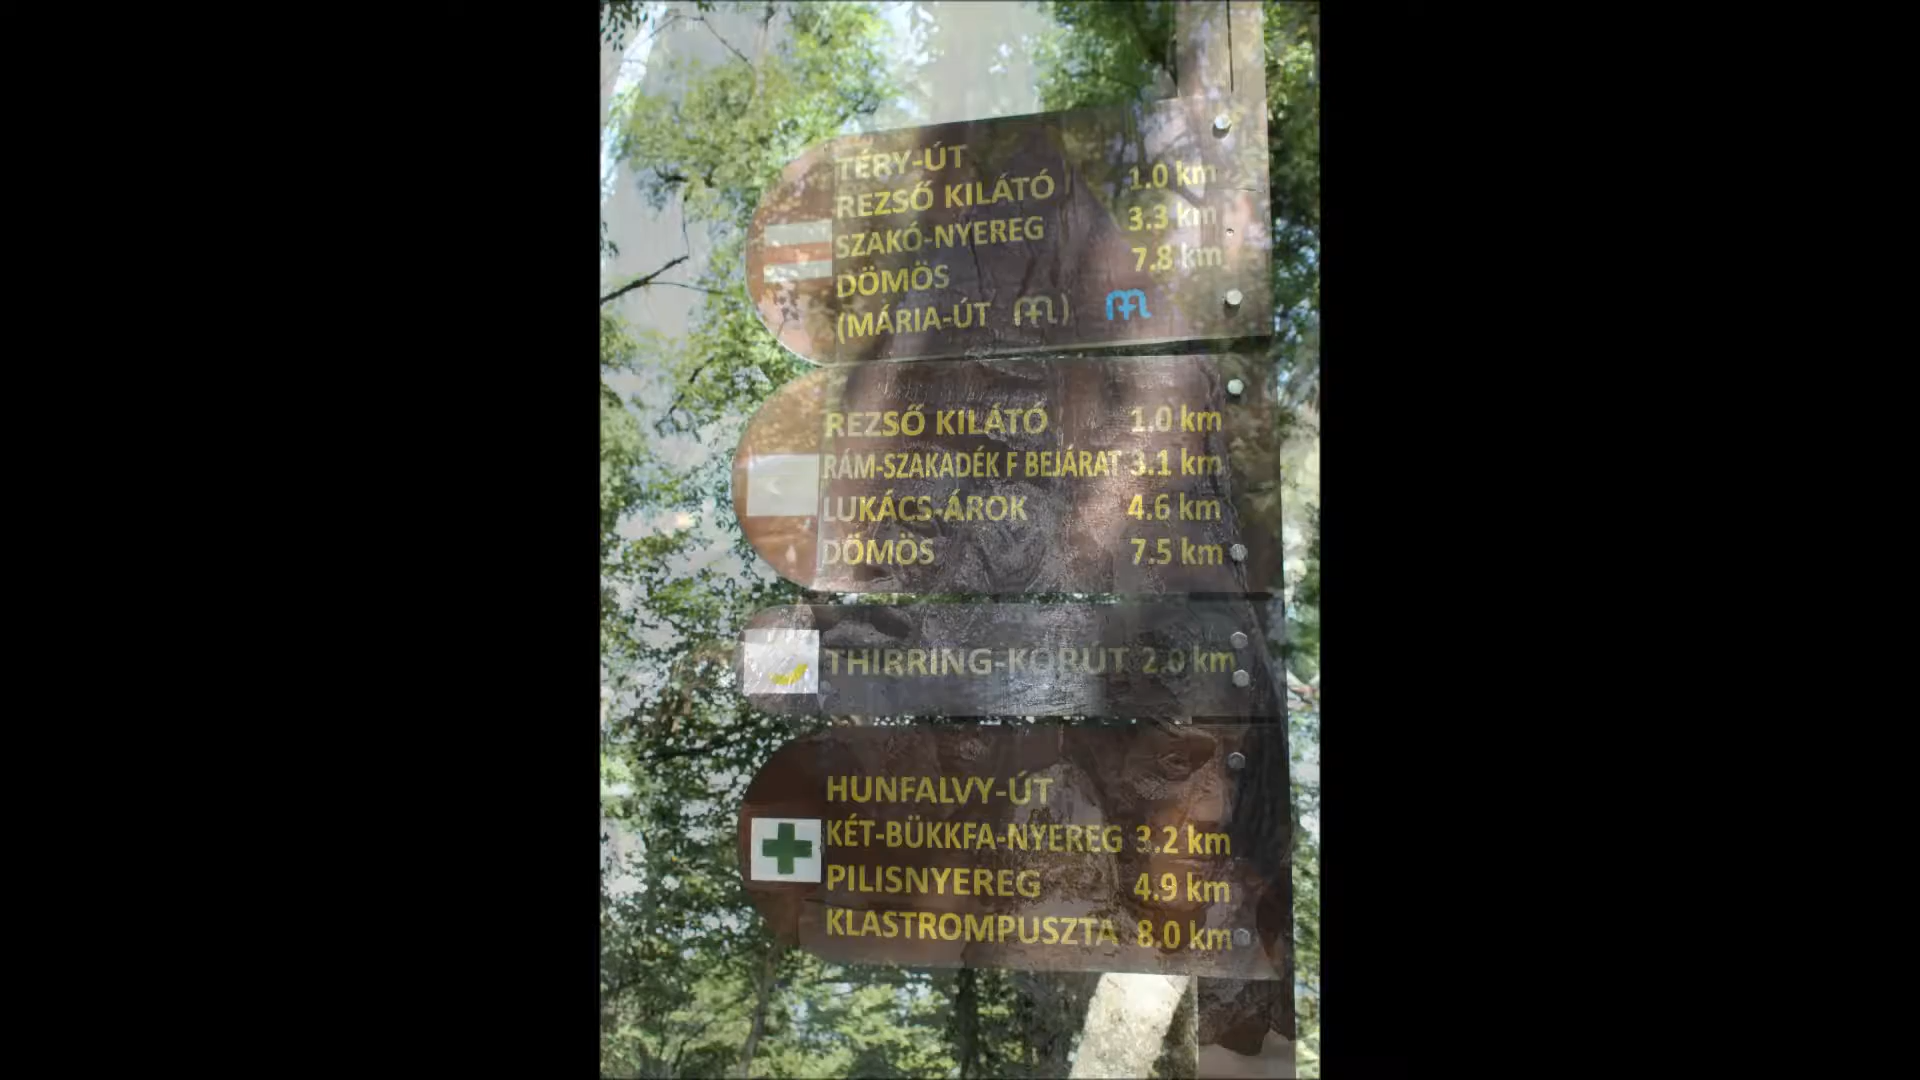 TÉRY-ÚT
REZSŐ KILÁTÓ 1.0 km
SZAKÓ-NYEREG 3.3 km
DÖMÖS 7.8 km
(MÁRIA-ÚT )
REZSŐ KILÁTÓ 1.0 km
RÁM-SZAKADÉK F BEJÁRAT 3.1 km
LUKÁCS-ÁROK 4.6 km
DÖMÖS 7.5 km
THIRRING-KÖRÚT 2.0 km
HUNFALVY-ÚT
KÉT-BÜKKFA-NYEREG 3.2 km
PILISNYEREG 4.9 km
KLASTROMPUSZTA 8.0 km